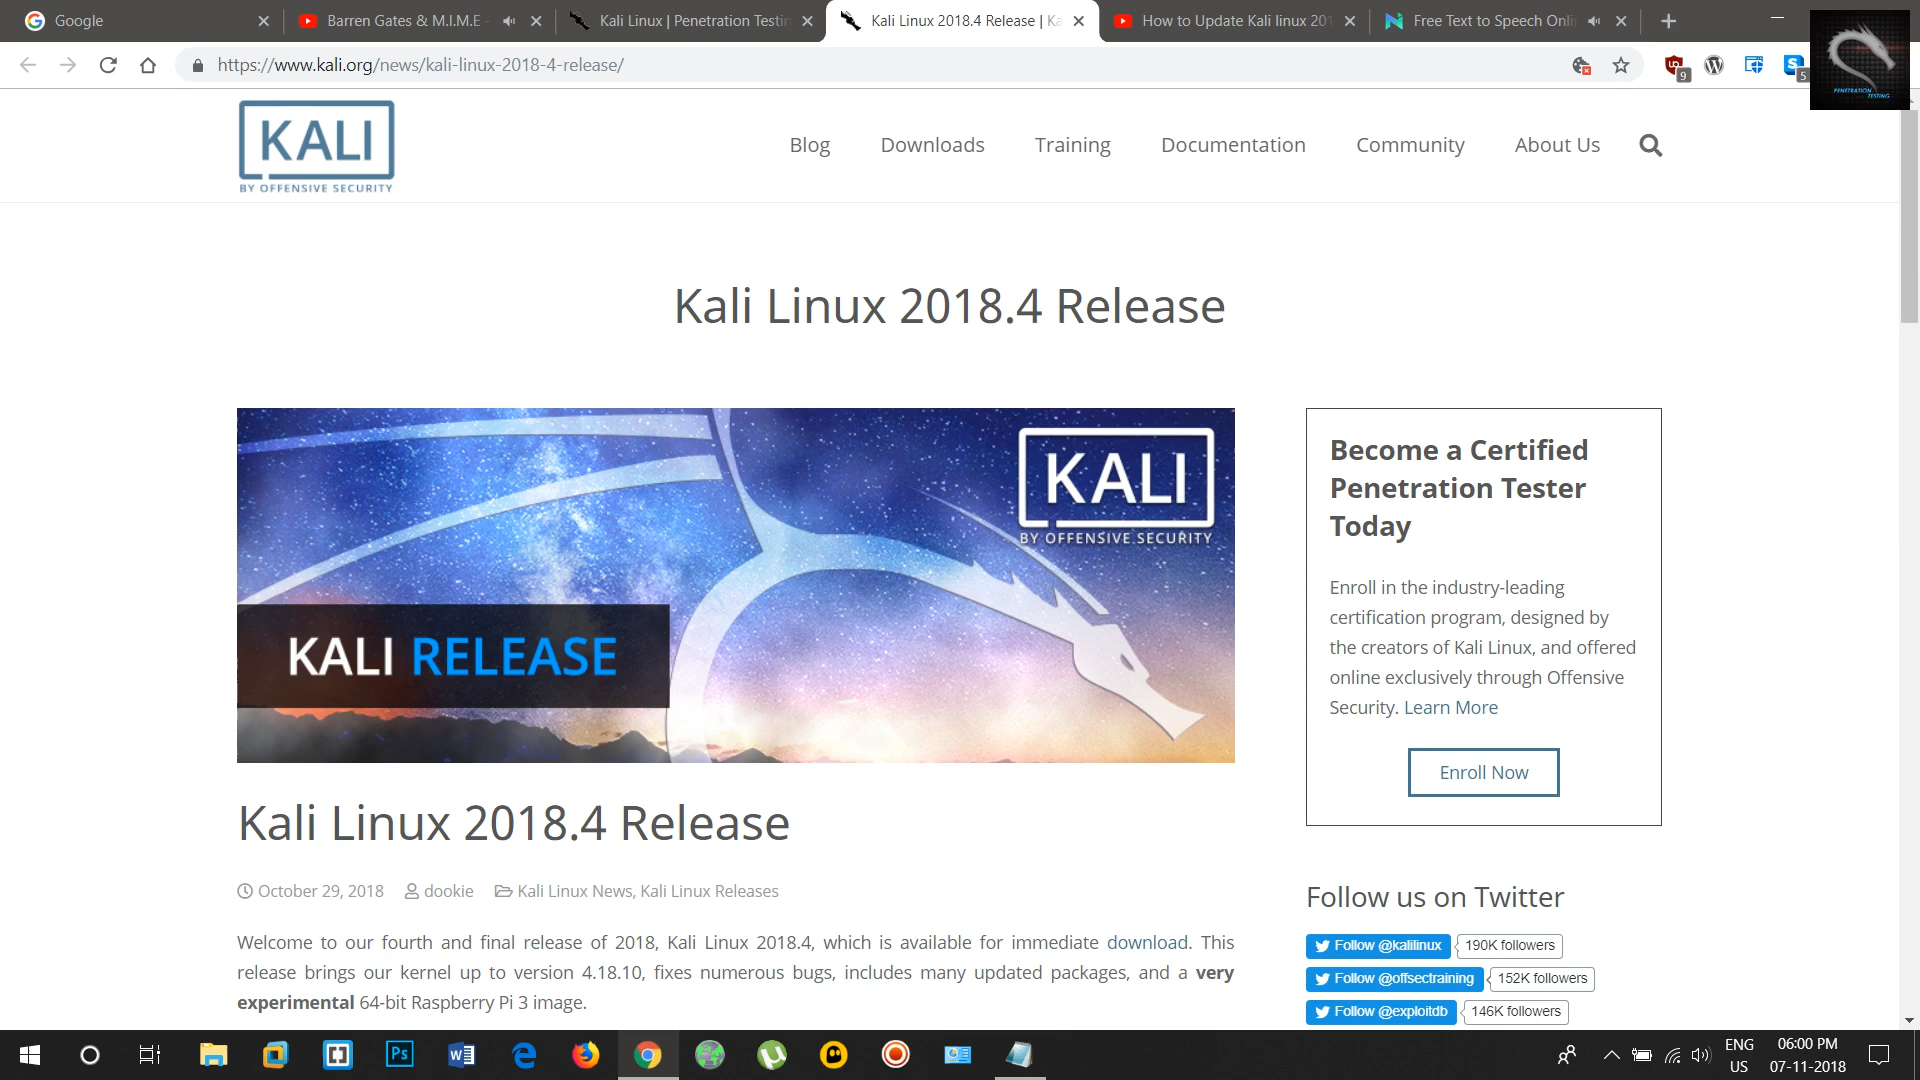 Google
Barren Gates & M.I.M.E -
Kali Linux | Penetration Testin
Kali Linux 2018.4 Release | Ka
How to Update Kali linux 201
Free Text to Speech Onli
https://www.kali.org/news/kali-linux-2018-4-release/
9
5
PENETRATION
TESTING
KALI
BY OFFENSIVE SECURITY
Blog
Downloads
Training
Documentation
Community
About Us
Kali Linux 2018.4 Release
KALI
BY OFFENSIVE SECURITY
KALI RELEASE
Kali Linux 2018.4 Release
October 29, 2018 dookie Kali Linux News, Kali Linux Releases
Welcome to our fourth and final release of 2018, Kali Linux 2018.4, which is available for immediate download. This
release brings our kernel up to version 4.18.10, fixes numerous bugs, includes many updated packages, and a very
experimental 64-bit Raspberry Pi 3 image.
Become a Certified
Penetration Tester
Today
Enroll in the industry-leading
certification program, designed by
the creators of Kali Linux, and offered
online exclusively through Offensive
Security. Learn More
Enroll Now
Follow us on Twitter
Follow @kalilinux 190K followers
Follow @offsectraining 152K followers
Follow @exploitdb 146K followers
Ps
ENG
US
06:00 PM
07-11-2018